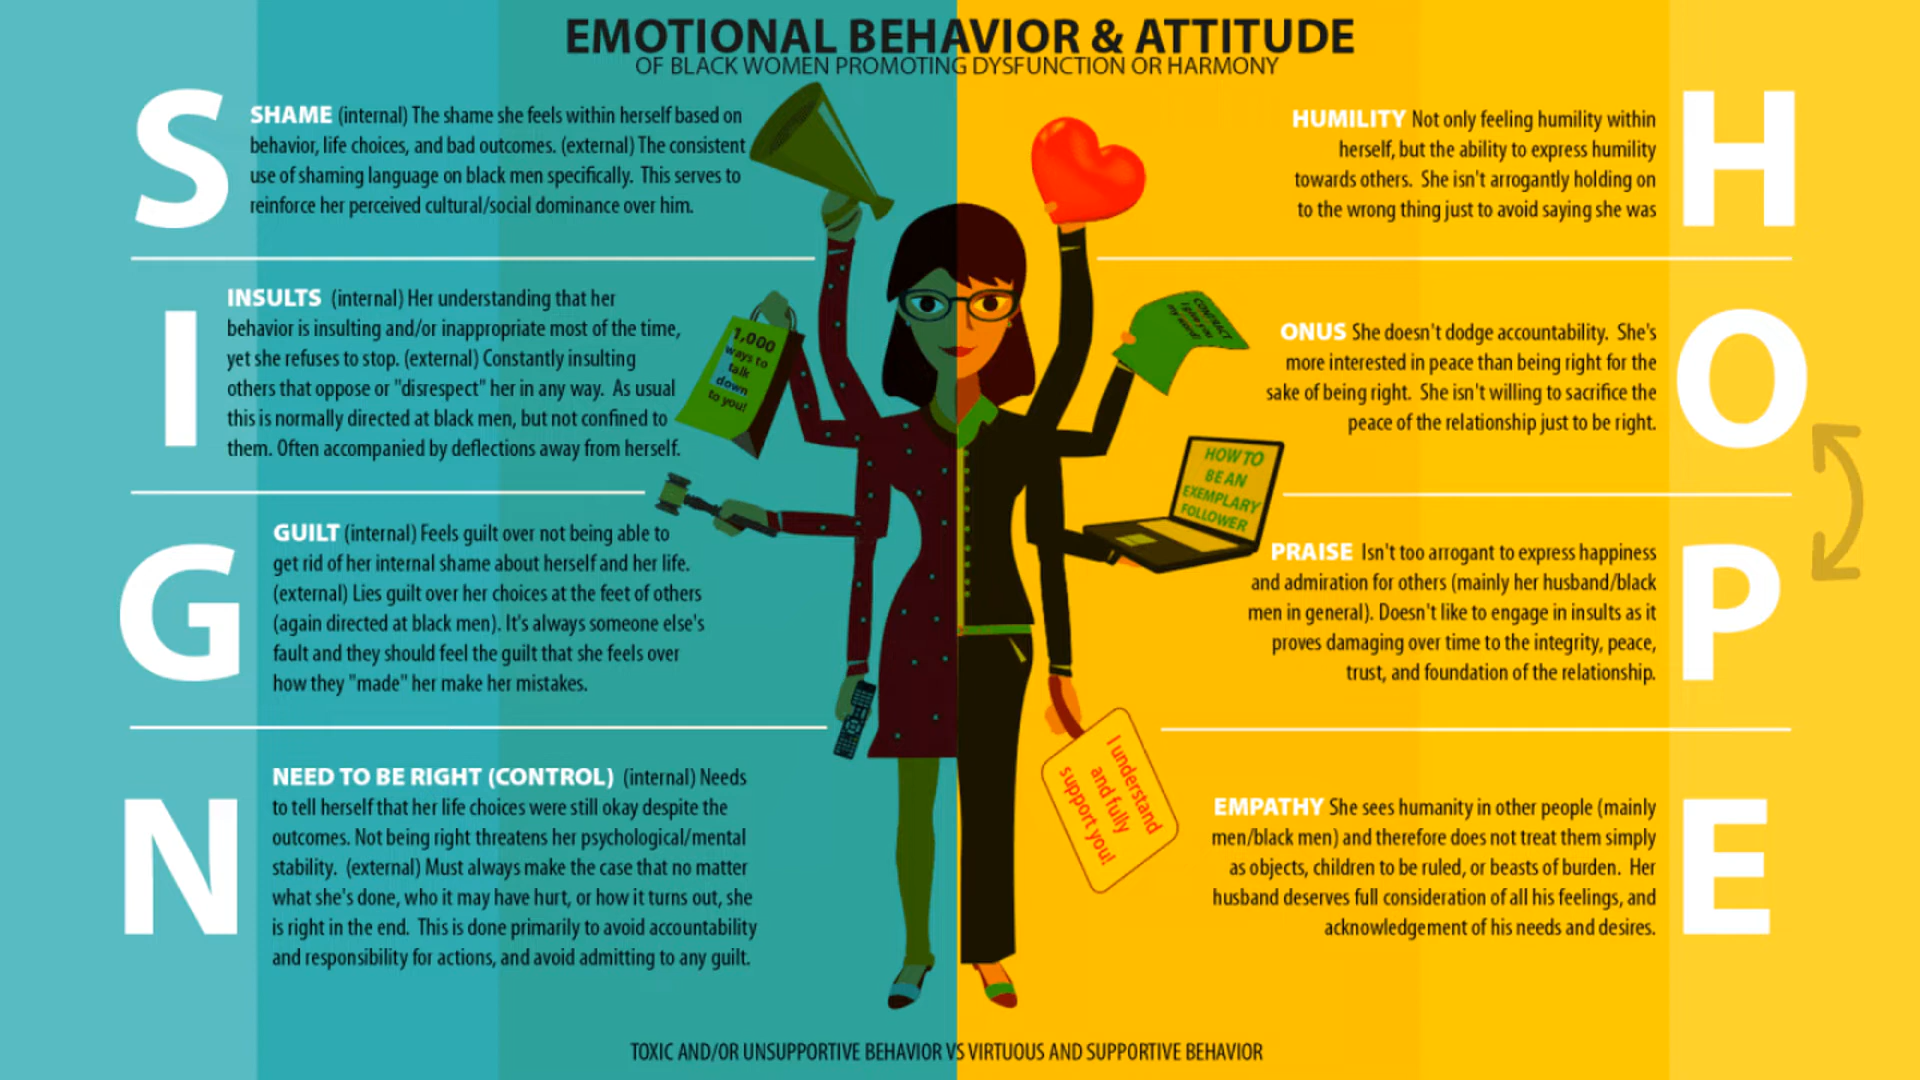 EMOTIONAL BEHAVIOR & ATTITUDE
OF BLACK WOMEN PROMOTING DYSFUNCTION OR HARMONY
S
SHAME (internal) The shame she feels within herself based on
behavior, life choices, and bad outcomes. (external) The consistent
use of shaming language on black men specifically. This serves to
reinforce her perceived cultural/social dominance over him.
I
INSULTS (internal) Her understanding that her
behavior is insulting and/or inappropriate most of the time,
yet she refuses to stop. (external) Constantly insulting
others that oppose or "disrespect" her in any way. As usual
this is normally directed at black men, but not confined to
them. Often accompanied by deflections away from herself.
G
GUILT (internal) Feels guilt over not being able to
get rid of her internal shame about herself and her life.
(external) Lies guilt over her choices at the feet of others
(again directed at black men). It's always someone else's
fault and they should feel the guilt that she feels over
how they "made" her make her mistakes.
N
NEED TO BE RIGHT (CONTROL) (internal) Needs
to tell herself that her life choices were still okay despite the
outcomes. Not being right threatens her psychological/mental
stability. (external) Must always make the case that no matter
what she's done, who it may have hurt, or how it turns out, she
is right in the end. This is done primarily to avoid accountability
and responsibility for actions, and avoid admitting to any guilt.
1,000
ways to
talk
down
to you!
H
HUMILITY Not only feeling humility within
herself, but the ability to express humility
towards others. She isn't arrogantly holding on
to the wrong thing just to avoid saying she was
O
ONUS She doesn't dodge accountability. She's
more interested in peace than being right for the
sake of being right. She isn't willing to sacrifice the
peace of the relationship just to be right.
P
PRAISE Isn't too arrogant to express happiness
and admiration for others (mainly her husband/black
men in general). Doesn't like to engage in insults as it
proves damaging over time to the integrity, peace,
trust, and foundation of the relationship.
E
EMPATHY She sees humanity in other people (mainly
men/black men) and therefore does not treat them simply
as objects, children to be ruled, or beasts of burden. Her
husband deserves full consideration of all his feelings, and
acknowledgement of his needs and desires.
CONTRACT
I give you
my word!
HOW TO
BE AN
EXEMPLARY
FOLLOWER
I understand
and fully
support you!
TOXIC AND/OR UNSUPPORTIVE BEHAVIOR VS VIRTUOUS AND SUPPORTIVE BEHAVIOR